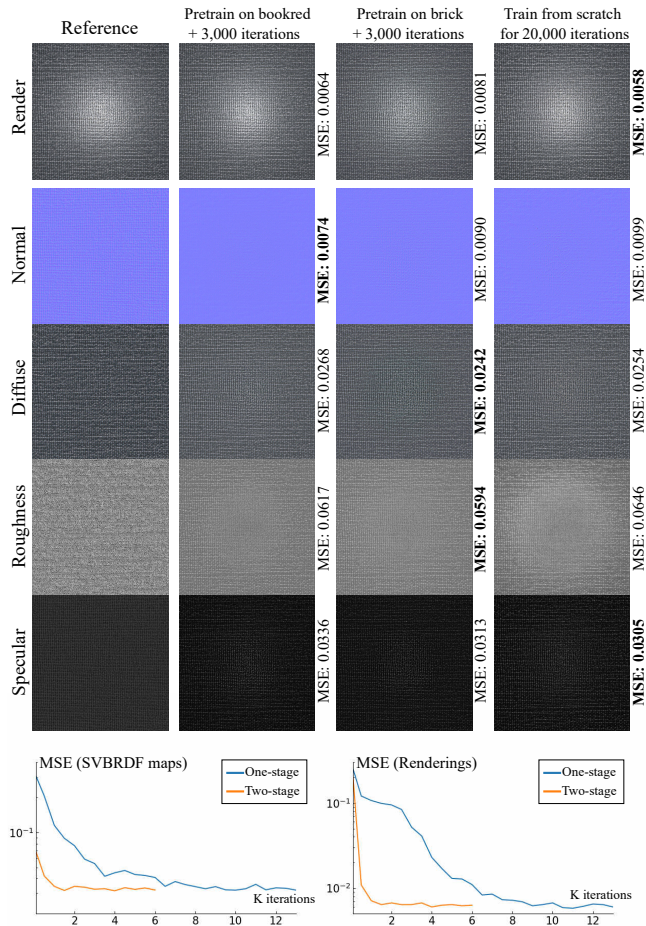 Reference
Pretrain on bookred
+ 3,000 iterations
Pretrain on brick
+ 3,000 iterations
Train from scratch
for 20,000 iterations
Render
MSE: 0.0064
MSE: 0.0081
MSE: 0.0058
Normal
MSE: 0.0074
MSE: 0.0090
MSE: 0.0099
Diffuse
MSE: 0.0268
MSE: 0.0242
MSE: 0.0254
Roughness
MSE: 0.0617
MSE: 0.0594
MSE: 0.0646
Specular
MSE: 0.0336
MSE: 0.0313
MSE: 0.0305
MSE (SVBRDF maps)
One-stage
Two-stage
10⁻¹
K iterations
2 4 6 8 10 12
MSE (Renderings)
One-stage
Two-stage
10⁻¹
10⁻²
K iterations
2 4 6 8 10 12